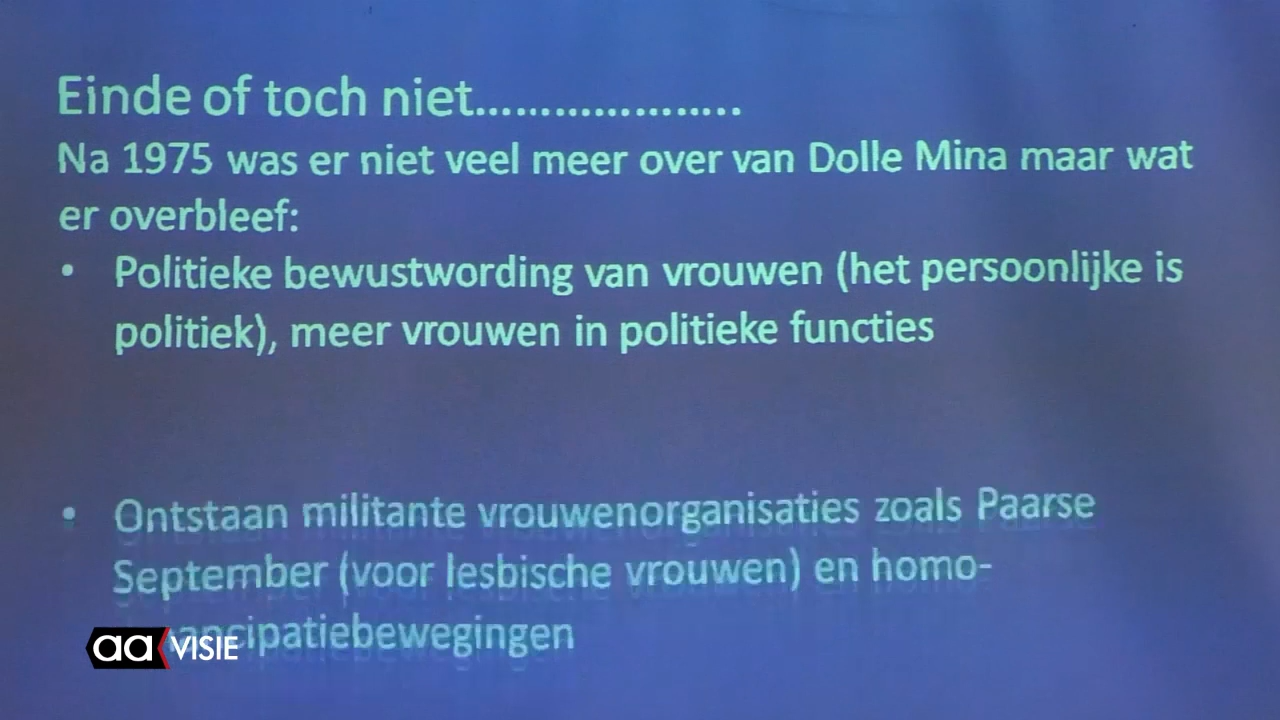 Einde of toch niet....................
Na 1975 was er niet veel meer over van Dolle Mina maar wat
er overbleef:
• Politieke bewustwording van vrouwen (het persoonlijke is
politiek), meer vrouwen in politieke functies
• Ontstaan militante vrouwenorganisaties zoals Paarse
September (voor lesbische vrouwen) en homo-
ancipatiebewegingen
aa VISIE